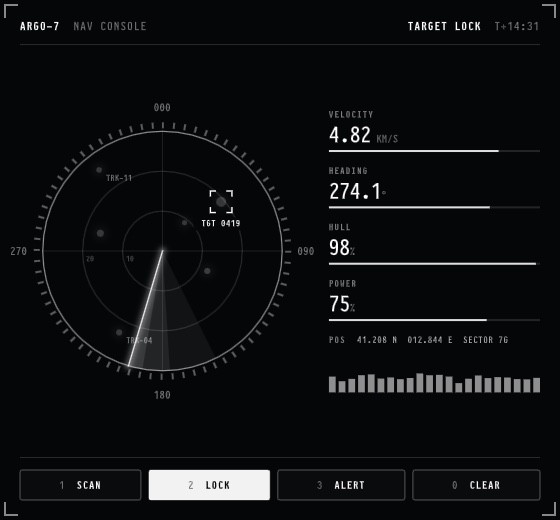 ARGO-7 NAV CONSOLE
TARGET LOCK T+14:31
000
TRK-11
TGT 0419
270
090
20
10
TRK-04
180
VELOCITY
4.82 KM/S
HEADING
274.1°
HULL
98%
POWER
75%
POS 41.208 N 012.844 E SECTOR 7G
1 SCAN
2 LOCK
3 ALERT
0 CLEAR